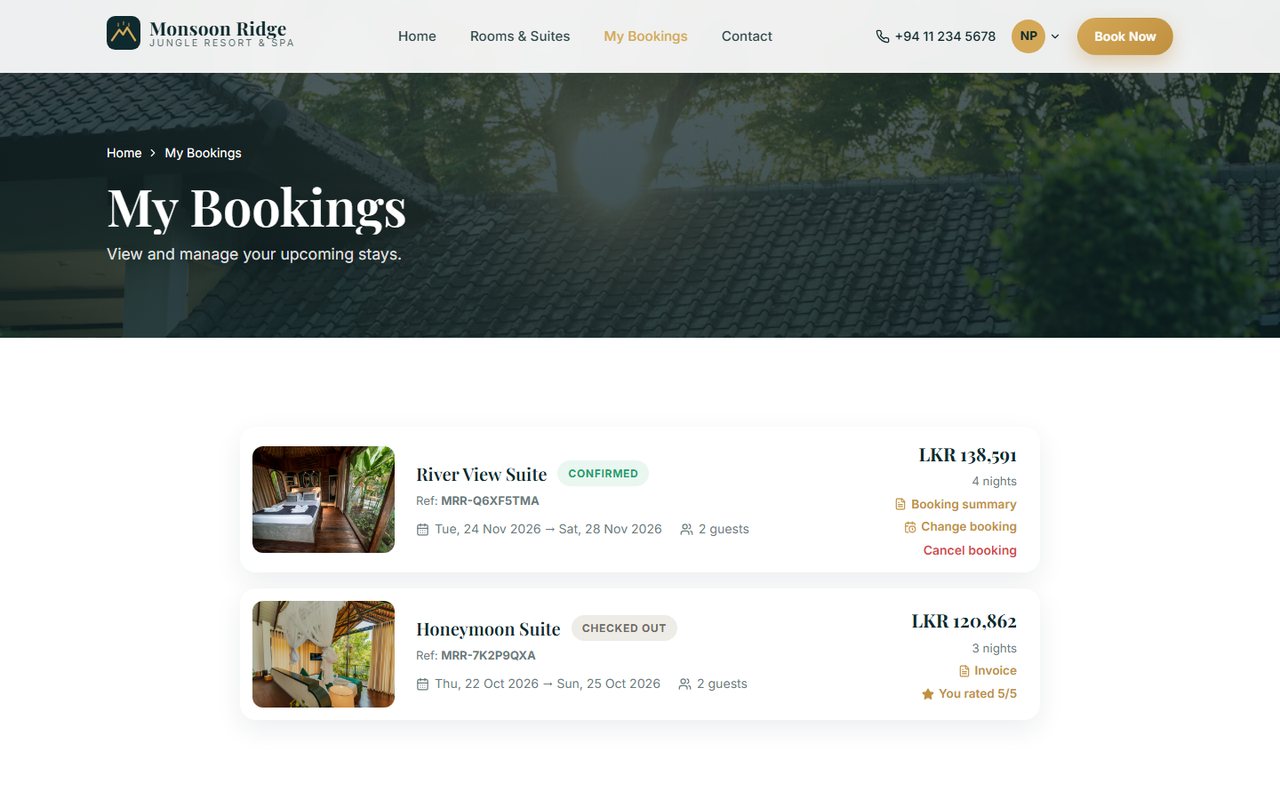 Monsoon Ridge
JUNGLE RESORT & SPA
Home
Rooms & Suites
My Bookings
Contact
+94 11 234 5678
NP
Book Now
Home > My Bookings
My Bookings
View and manage your upcoming stays.
River View Suite
CONFIRMED
Ref: MRR-Q6XF5TMA
Tue, 24 Nov 2026 → Sat, 28 Nov 2026
2 guests
LKR 138,591
4 nights
Booking summary
Change booking
Cancel booking
Honeymoon Suite
CHECKED OUT
Ref: MRR-7K2P9QXA
Thu, 22 Oct 2026 → Sun, 25 Oct 2026
2 guests
LKR 120,862
3 nights
Invoice
You rated 5/5